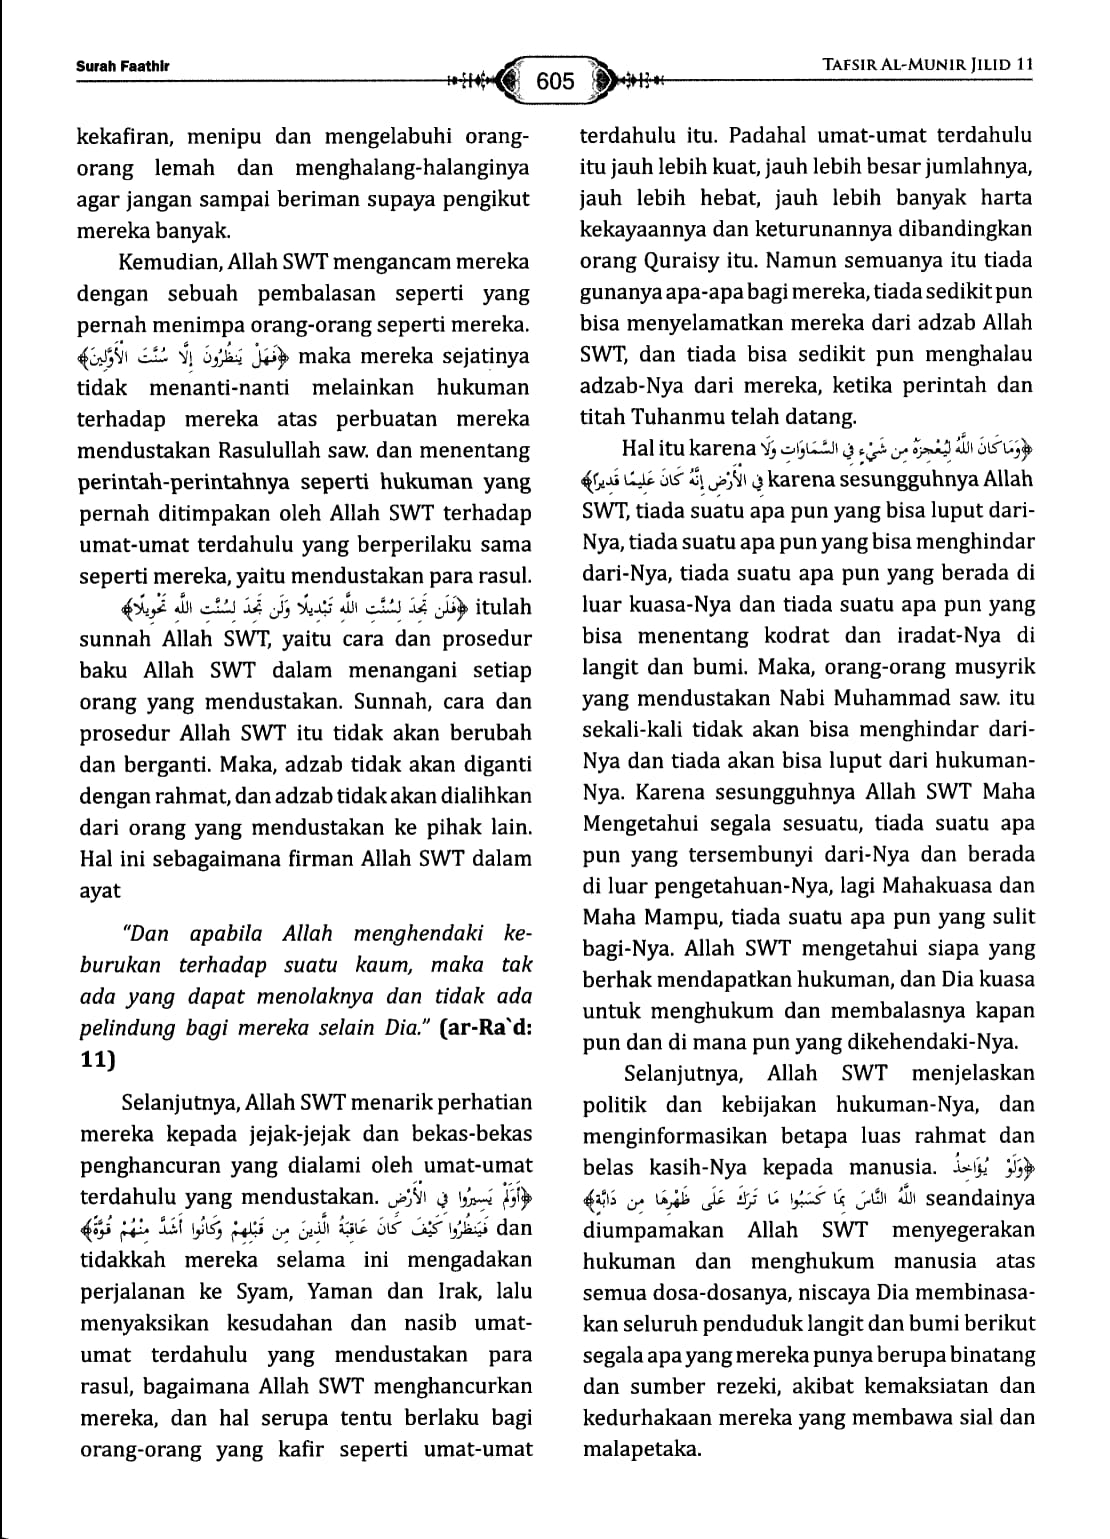 Surah Faathir
605
TAFSIR AL-MUNIR JILID 11
kekafiran, menipu dan mengelabuhi orang-
orang lemah dan menghalang-halanginya
agar jangan sampai beriman supaya pengikut
mereka banyak.
Kemudian, Allah SWT mengancam mereka
dengan sebuah pembalasan seperti yang
pernah menimpa orang-orang seperti mereka.
﴿فَهَلْ يَنظُرُونَ إِلَّا سُنَّتَ الْأَوَّلِينَ﴾ maka mereka sejatinya
tidak menanti-nanti melainkan hukuman
terhadap mereka atas perbuatan mereka
mendustakan Rasulullah saw. dan menentang
perintah-perintahnya seperti hukuman yang
pernah ditimpakan oleh Allah SWT terhadap
umat-umat terdahulu yang berperilaku sama
seperti mereka, yaitu mendustakan para rasul.
﴿فَلَن تَجِدَ لِسُنَّتِ اللَّهِ تَبْدِيلًا وَلَن تَجِدَ لِسُنَّتِ اللَّهِ تَحْوِيلًا﴾ itulah
sunnah Allah SWT, yaitu cara dan prosedur
baku Allah SWT dalam menangani setiap
orang yang mendustakan. Sunnah, cara dan
prosedur Allah SWT itu tidak akan berubah
dan berganti. Maka, adzab tidak akan diganti
dengan rahmat, dan adzab tidak akan dialihkan
dari orang yang mendustakan ke pihak lain.
Hal ini sebagaimana firman Allah SWT dalam
ayat
"Dan apabila Allah menghendaki ke-
burukan terhadap suatu kaum, maka tak
ada yang dapat menolaknya dan tidak ada
pelindung bagi mereka selain Dia." (ar-Ra`d:
11)
Selanjutnya, Allah SWT menarik perhatian
mereka kepada jejak-jejak dan bekas-bekas
penghancuran yang dialami oleh umat-umat
terdahulu yang mendustakan. ﴿أَوَلَمْ يَسِيرُوا فِي الْأَرْضِ
فَيَنظُرُوا كَيْفَ كَانَ عَاقِبَةُ الَّذِينَ مِن قَبْلِهِمْ وَكَانُوا أَشَدَّ مِنْهُمْ قُوَّةً﴾ dan
tidakkah mereka selama ini mengadakan
perjalanan ke Syam, Yaman dan Irak, lalu
menyaksikan kesudahan dan nasib umat-
umat terdahulu yang mendustakan para
rasul, bagaimana Allah SWT menghancurkan
mereka, dan hal serupa tentu berlaku bagi
orang-orang yang kafir seperti umat-umat
terdahulu itu. Padahal umat-umat terdahulu
itu jauh lebih kuat, jauh lebih besar jumlahnya,
jauh lebih hebat, jauh lebih banyak harta
kekayaannya dan keturunannya dibandingkan
orang Quraisy itu. Namun semuanya itu tiada
gunanya apa-apa bagi mereka, tiada sedikit pun
bisa menyelamatkan mereka dari adzab Allah
SWT, dan tiada bisa sedikit pun menghalau
adzab-Nya dari mereka, ketika perintah dan
titah Tuhanmu telah datang.
Hal itu karena ﴿وَمَا كَانَ اللَّهُ لِيُعْجِزَهُ مِن شَيْءٍ فِي السَّمَاوَاتِ وَلَا
فِي الْأَرْضِ إِنَّهُ كَانَ عَلِيمًا قَدِيرًا﴾ karena sesungguhnya Allah
SWT, tiada suatu apa pun yang bisa luput dari-
Nya, tiada suatu apa pun yang bisa menghindar
dari-Nya, tiada suatu apa pun yang berada di
luar kuasa-Nya dan tiada suatu apa pun yang
bisa menentang kodrat dan iradat-Nya di
langit dan bumi. Maka, orang-orang musyrik
yang mendustakan Nabi Muhammad saw. itu
sekali-kali tidak akan bisa menghindar dari-
Nya dan tiada akan bisa luput dari hukuman-
Nya. Karena sesungguhnya Allah SWT Maha
Mengetahui segala sesuatu, tiada suatu apa
pun yang tersembunyi dari-Nya dan berada
di luar pengetahuan-Nya, lagi Mahakuasa dan
Maha Mampu, tiada suatu apa pun yang sulit
bagi-Nya. Allah SWT mengetahui siapa yang
berhak mendapatkan hukuman, dan Dia kuasa
untuk menghukum dan membalasnya kapan
pun dan di mana pun yang dikehendaki-Nya.
Selanjutnya, Allah SWT menjelaskan
politik dan kebijakan hukuman-Nya, dan
menginformasikan betapa luas rahmat dan
belas kasih-Nya kepada manusia. ﴿وَلَوْ يُؤَاخِذُ
اللَّهُ النَّاسَ بِمَا كَسَبُوا مَا تَرَكَ عَلَى ظَهْرِهَا مِن دَابَّةٍ﴾ seandainya
diumpamakan Allah SWT menyegerakan
hukuman dan menghukum manusia atas
semua dosa-dosanya, niscaya Dia membinasa-
kan seluruh penduduk langit dan bumi berikut
segala apa yang mereka punya berupa binatang
dan sumber rezeki, akibat kemaksiatan dan
kedurhakaan mereka yang membawa sial dan
malapetaka.